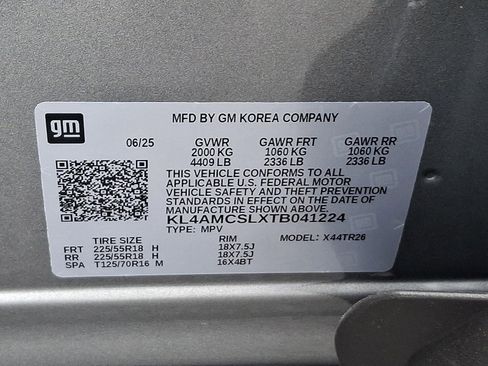 gm
MFD BY GM KOREA COMPANY
06/25 GVWR GAWR FRT GAWR RR
2000 KG 1060 KG 1060 KG
4409 LB 2336 LB 2336 LB
THIS VEHICLE CONFORMS TO ALL
APPLICABLE U.S. FEDERAL MOTOR
VEHICLE SAFETY AND THEFT PREVENTION
STANDARDS IN EFFECT ON THE DATE OF
MANUFACTURE SHOWN ABOVE.
KL4AMCSLXTB041224
TYPE: MPV MODEL: X44TR26
TIRE SIZE RIM
FRT 225/55R18 H 18X7.5J
RR 225/55R18 H 18X7.5J
SPA T125/70R16 M 16X4BT